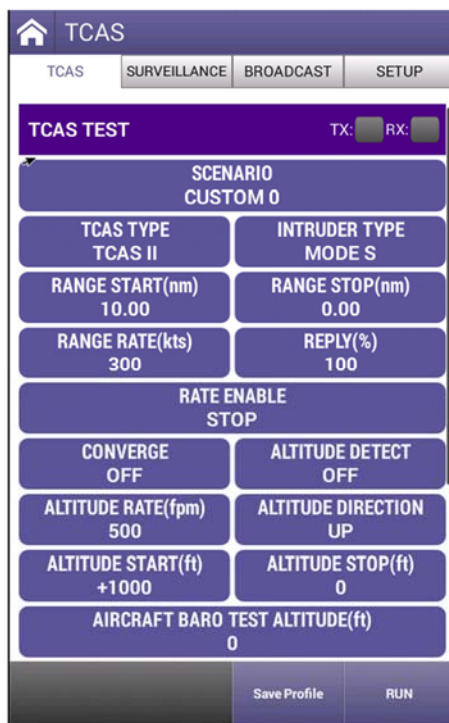 TCAS
TCAS SURVEILLANCE BROADCAST SETUP
TCAS TEST TX: RX:
SCENARIO
CUSTOM 0
TCAS TYPE INTRUDER TYPE
TCAS II MODE S
RANGE START(nm) RANGE STOP(nm)
10.00 0.00
RANGE RATE(kts) REPLY(%)
300 100
RATE ENABLE
STOP
CONVERGE ALTITUDE DETECT
OFF OFF
ALTITUDE RATE(fpm) ALTITUDE DIRECTION
500 UP
ALTITUDE START(ft) ALTITUDE STOP(ft)
+1000 0
AIRCRAFT BARO TEST ALTITUDE(ft)
0
Save Profile RUN